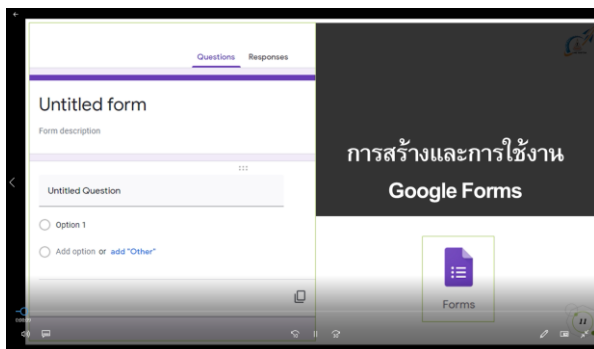 Questions Responses
Untitled form
Form description
Untitled Question
Option 1
Add option or add "Other"
การสร้างและการใช้งาน
Google Forms
Forms
11